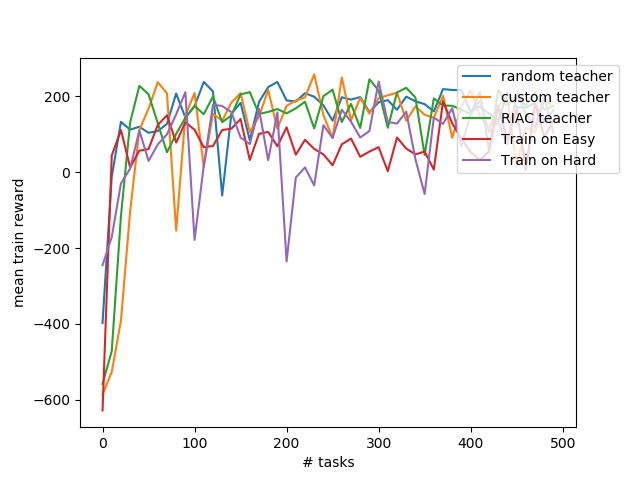 random teacher
custom teacher
RIAC teacher
Train on Easy
Train on Hard
mean train reward
200
0
−200
−400
−600
0 100 200 300 400 500
# tasks